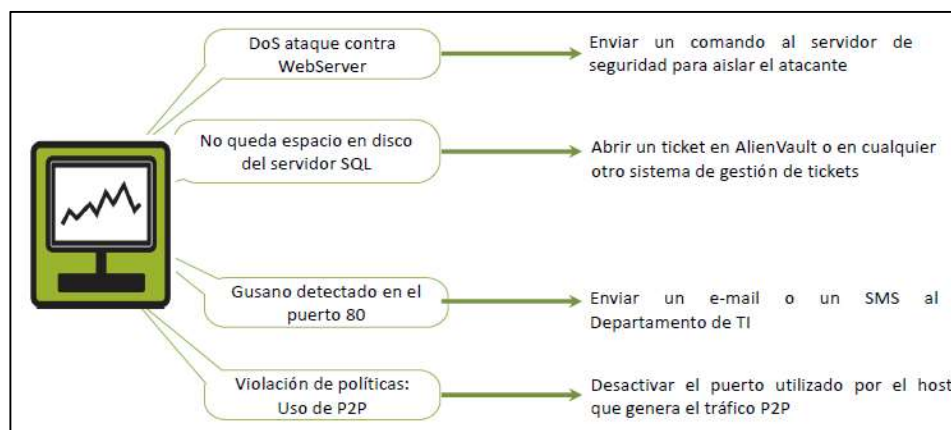 DoS ataque contra
WebServer
Enviar un comando al servidor de
seguridad para aislar el atacante
No queda espacio en disco
del servidor SQL
Abrir un ticket en AlienVault o en cualquier
otro sistema de gestión de tickets
Gusano detectado en el
puerto 80
Enviar un e-mail o un SMS al
Departamento de TI
Violación de políticas:
Uso de P2P
Desactivar el puerto utilizado por el host
que genera el tráfico P2P